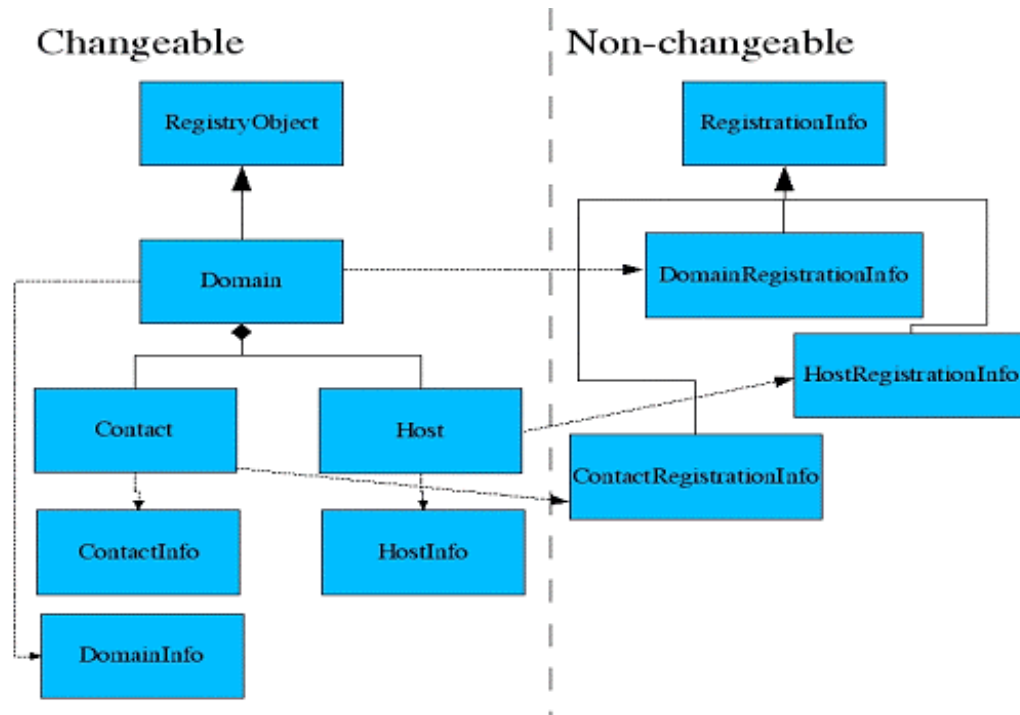 Changeable
Non-changeable
RegistryObject
RegistrationInfo
Domain
DomainRegistrationInfo
HostRegistrationInfo
Contact
Host
ContactRegistrationInfo
ContactInfo
HostInfo
DomainInfo